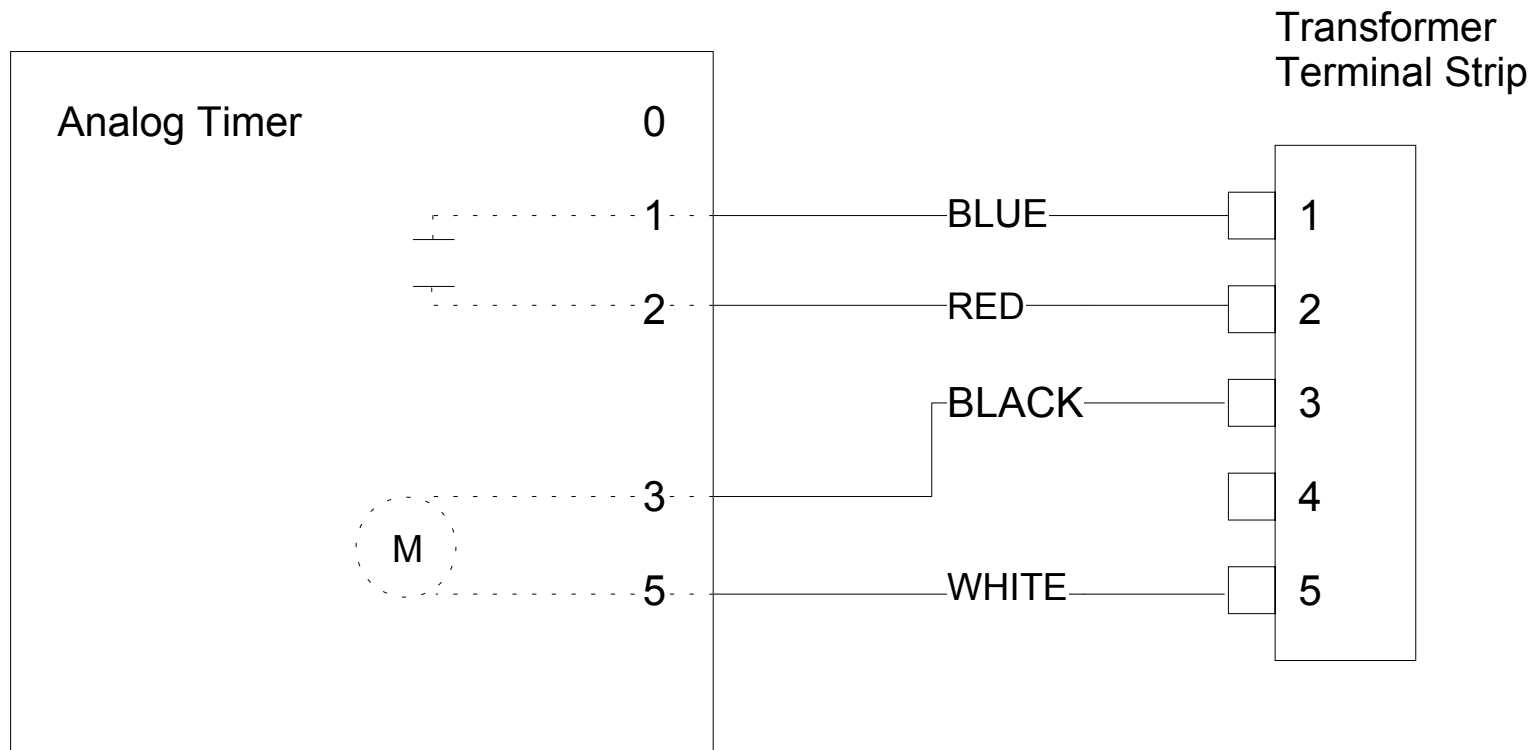 Transformer
Terminal Strip
Analog Timer 0
1 BLUE 1
2 RED 2
BLACK 3
3 4
M
5 WHITE 5